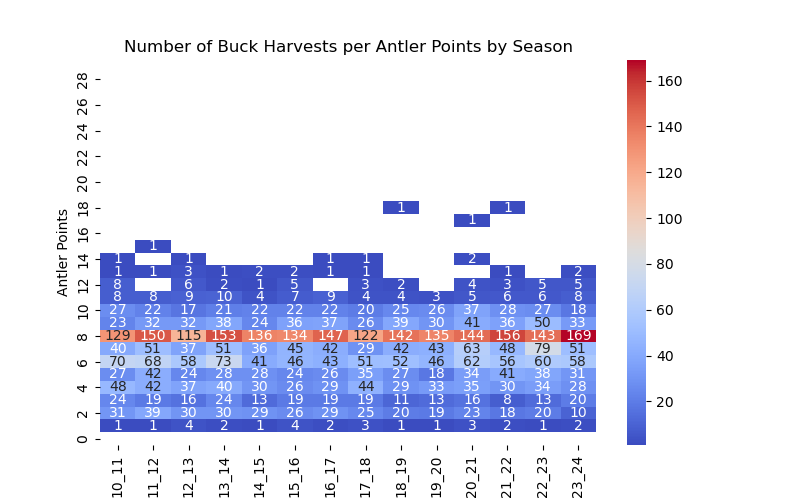 Number of Buck Harvests per Antler Points by Season
Antler Points
28
26
24
22
20
18 1 1
1
16
1
14 1 1 1 1 2
1 1 3 1 2 2 1 1 1 2
12 8 6 2 1 5 3 2 4 3 5 5
8 8 9 10 4 7 9 4 4 3 5 6 6 8
10 27 22 17 21 22 22 22 20 25 26 37 28 27 18
23 32 32 38 24 36 37 26 39 30 41 36 50 33
8 129 150 115 153 136 134 147 122 142 135 144 156 143 169
40 51 37 51 36 45 42 29 42 43 63 48 79 51
6 70 68 58 73 41 46 43 51 52 46 62 56 60 58
27 42 24 28 28 24 26 35 27 18 34 41 38 31
4 48 42 37 40 30 26 29 44 29 33 35 30 34 28
24 19 16 24 13 19 19 19 11 13 16 8 13 20
2 31 39 30 30 29 26 29 25 20 19 23 18 20 10
1 1 4 2 1 4 2 3 1 1 3 2 1 2
0
10_11 11_12 12_13 13_14 14_15 15_16 16_17 17_18 18_19 19_20 20_21 21_22 22_23 23_24
160
140
120
100
80
60
40
20